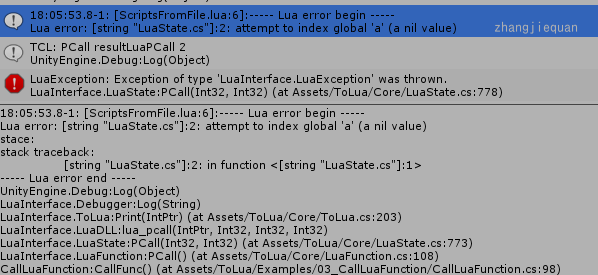 18:05:53.8-1: [ScriptsFromFile.lua:6]:----- Lua error begin -----
Lua error: [string "LuaState.cs"]:2: attempt to index global 'a' (a nil value)
zhangjiequan
TCL: PCall resultLuaPCall 2
UnityEngine.Debug:Log(Object)
LuaException: Exception of type 'LuaInterface.LuaException' was thrown.
LuaInterface.LuaState:PCall(Int32, Int32) (at Assets/ToLua/Core/LuaState.cs:778)
18:05:53.8-1: [ScriptsFromFile.lua:6]:----- Lua error begin -----
Lua error: [string "LuaState.cs"]:2: attempt to index global 'a' (a nil value)
stace:
stack traceback:
[string "LuaState.cs"]:2: in function <[string "LuaState.cs"]:1>
----- Lua error end -----
UnityEngine.Debug:Log(Object)
LuaInterface.Debugger:Log(String)
LuaInterface.ToLua:Print(IntPtr) (at Assets/ToLua/Core/ToLua.cs:203)
LuaInterface.LuaDLL:lua_pcall(IntPtr, Int32, Int32, Int32)
LuaInterface.LuaState:PCall(Int32, Int32) (at Assets/ToLua/Core/LuaState.cs:773)
LuaInterface.LuaFunction:PCall() (at Assets/ToLua/Core/LuaFunction.cs:108)
CallLuaFunction:CallFunc() (at Assets/ToLua/Examples/03_CallLuaFunction/CallLuaFunction.cs:98)